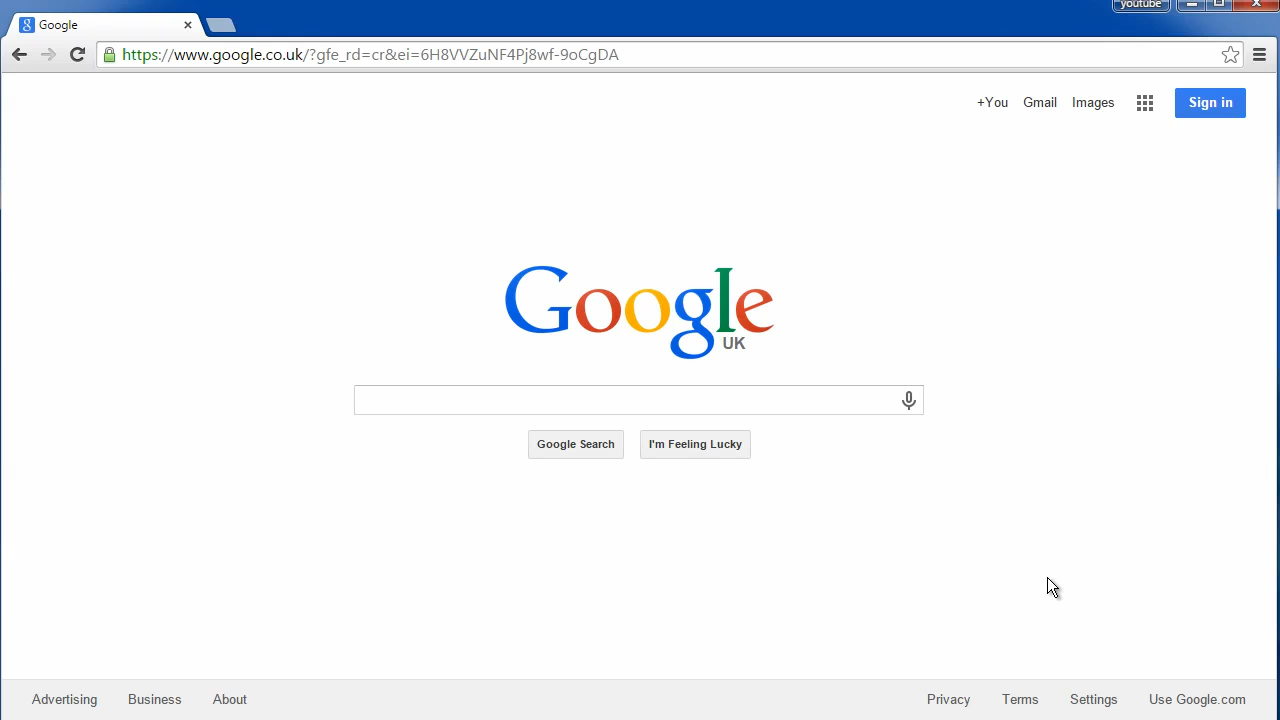 youtube
Google
https://www.google.co.uk/?gfe_rd=cr&ei=6H8VVZuNF4Pj8wf-9oCgDA
+You Gmail Images Sign in
Google
UK
Google Search I'm Feeling Lucky
Advertising Business About Privacy Terms Settings Use Google.com